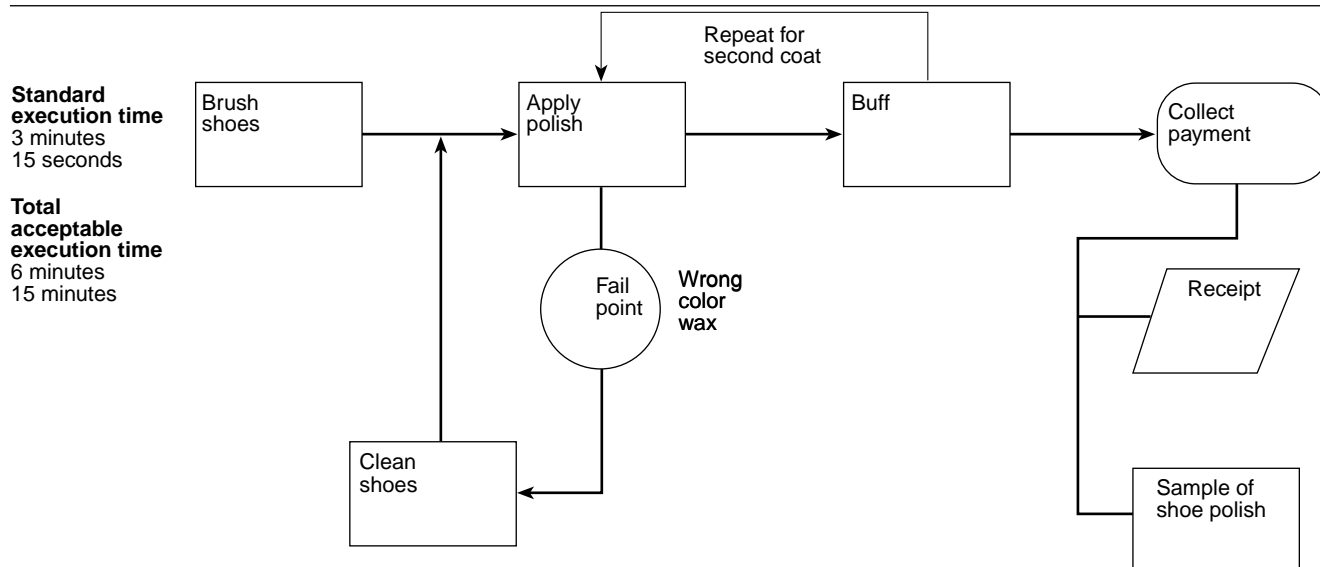 Repeat for
second coat
Standard
execution time
3 minutes
15 seconds
Total
acceptable
execution time
6 minutes
15 minutes
Brush
shoes
Apply
polish
Buff
Collect
payment
Fail
point
Wrong
color
wax
Receipt
Clean
shoes
Sample of
shoe polish